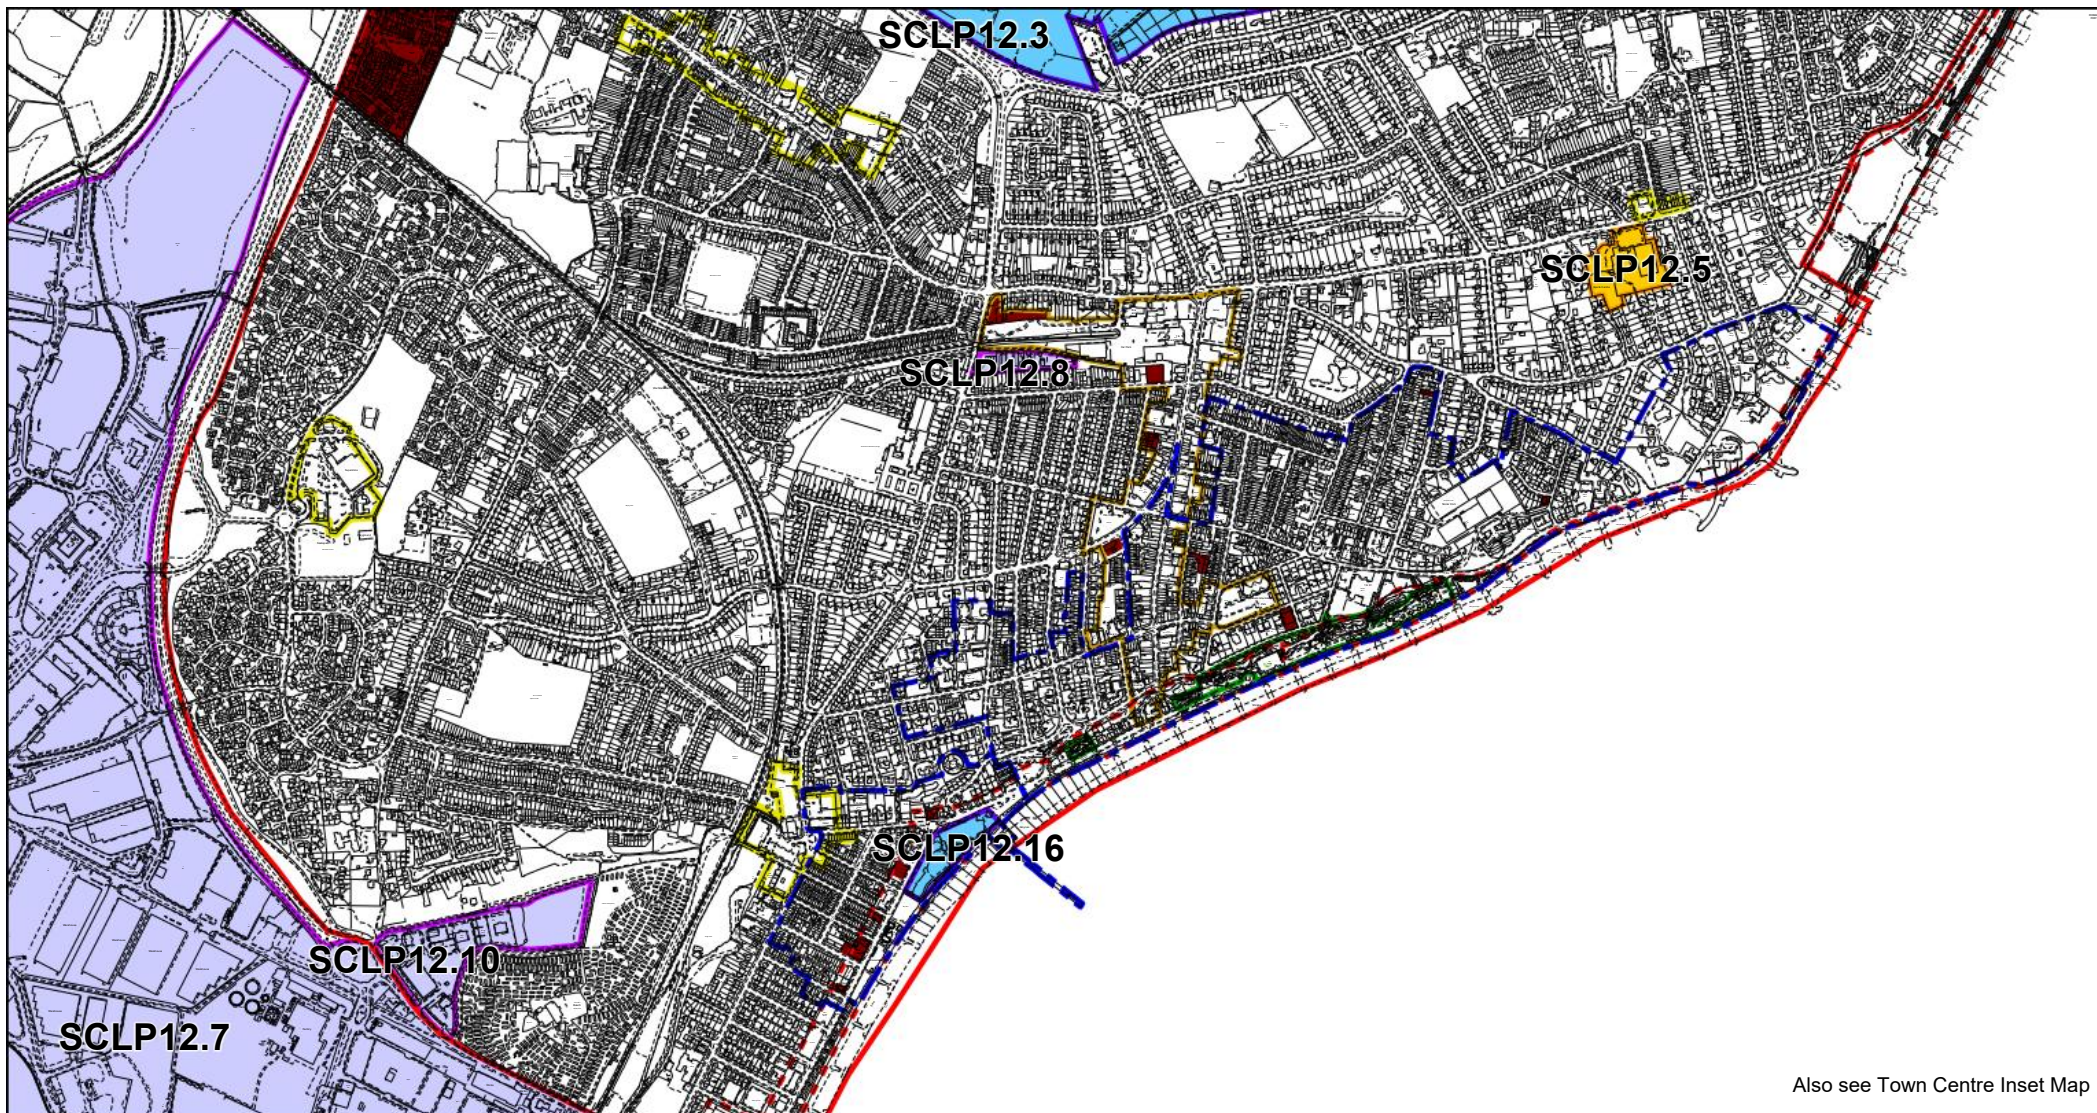 SCLP12.3
SCLP12.5
SCLP12.8
SCLP12.16
SCLP12.10
SCLP12.7
Also see Town Centre Inset Map